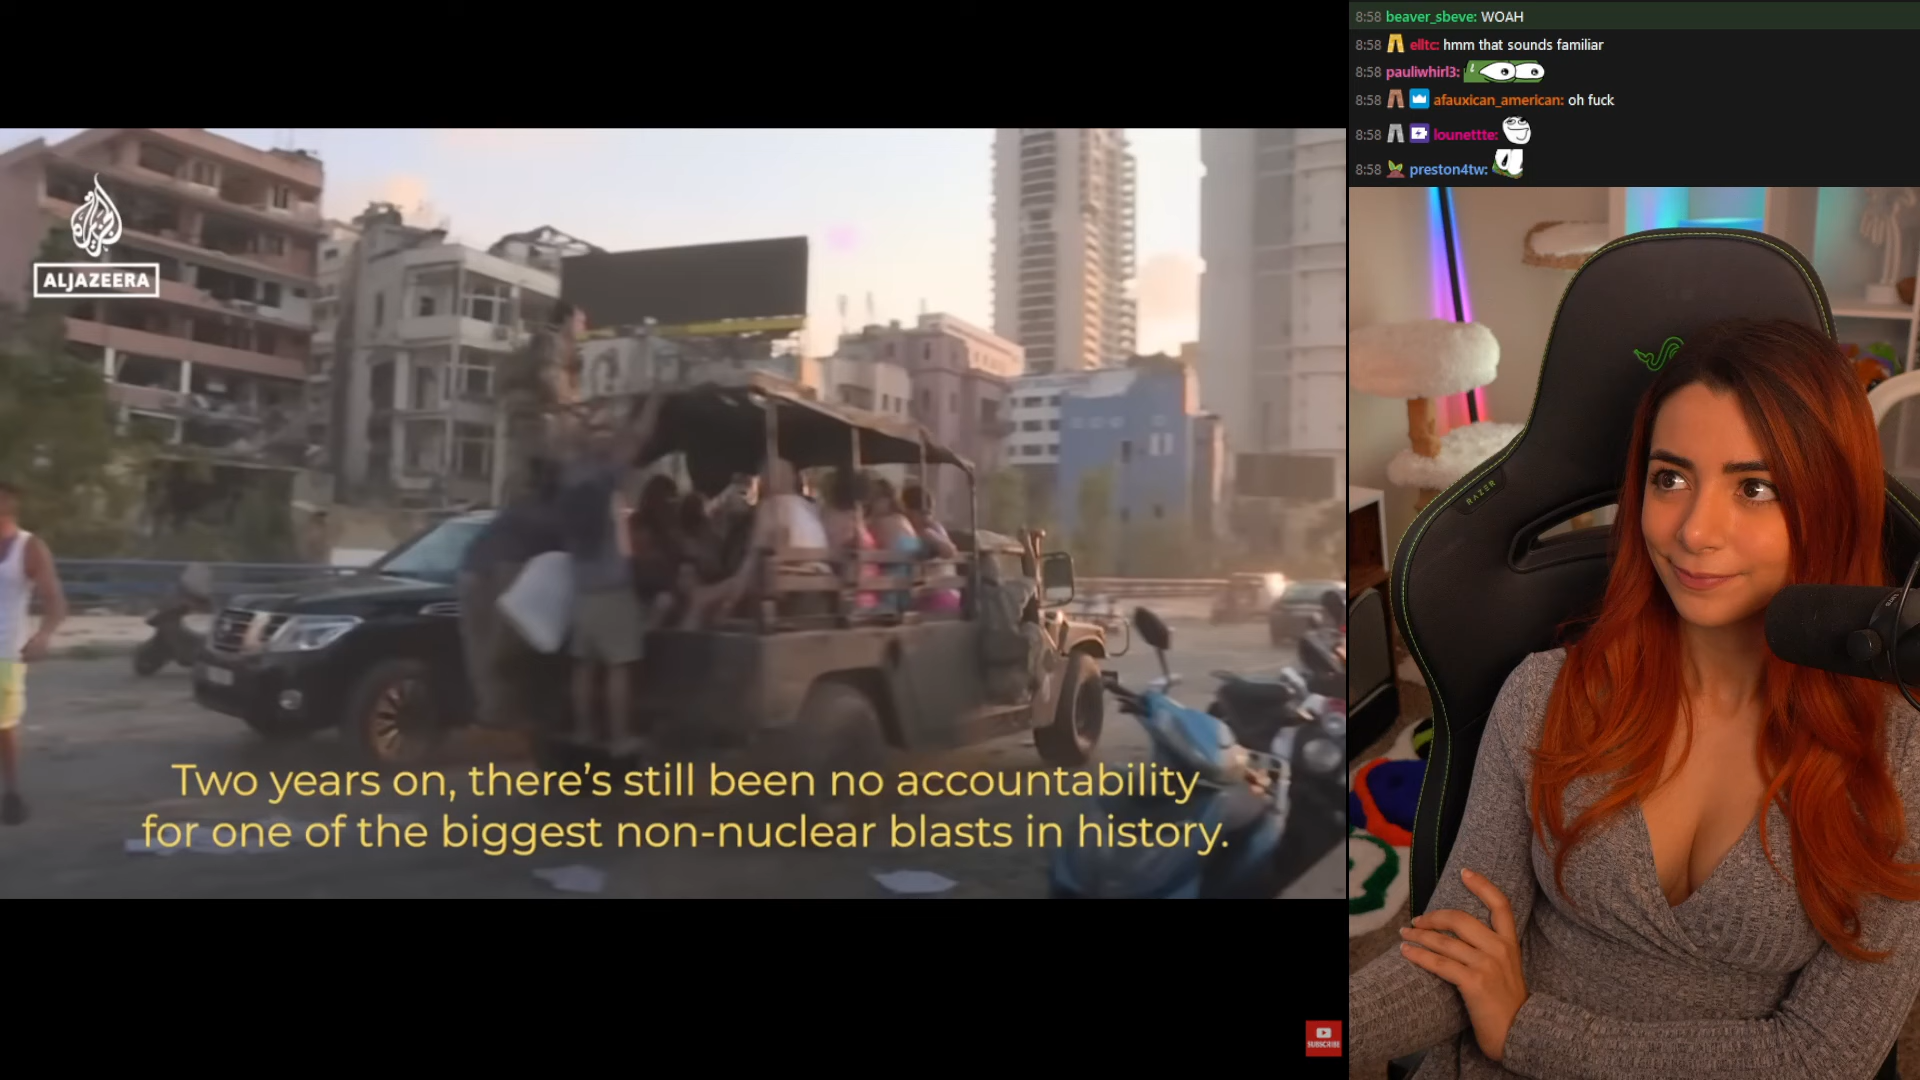 8:58 beaver_sbeve: WOAH
8:58 elltc: hmm that sounds familiar
8:58 pauliwhirl3:
8:58 afauxican_american: oh fuck
8:58 lounettte:
8:58 preston4tw:
الجزيرة
ALJAZEERA
RAZER
Two years on, there's still been no accountability
for one of the biggest non-nuclear blasts in history.
SUBSCRIBE